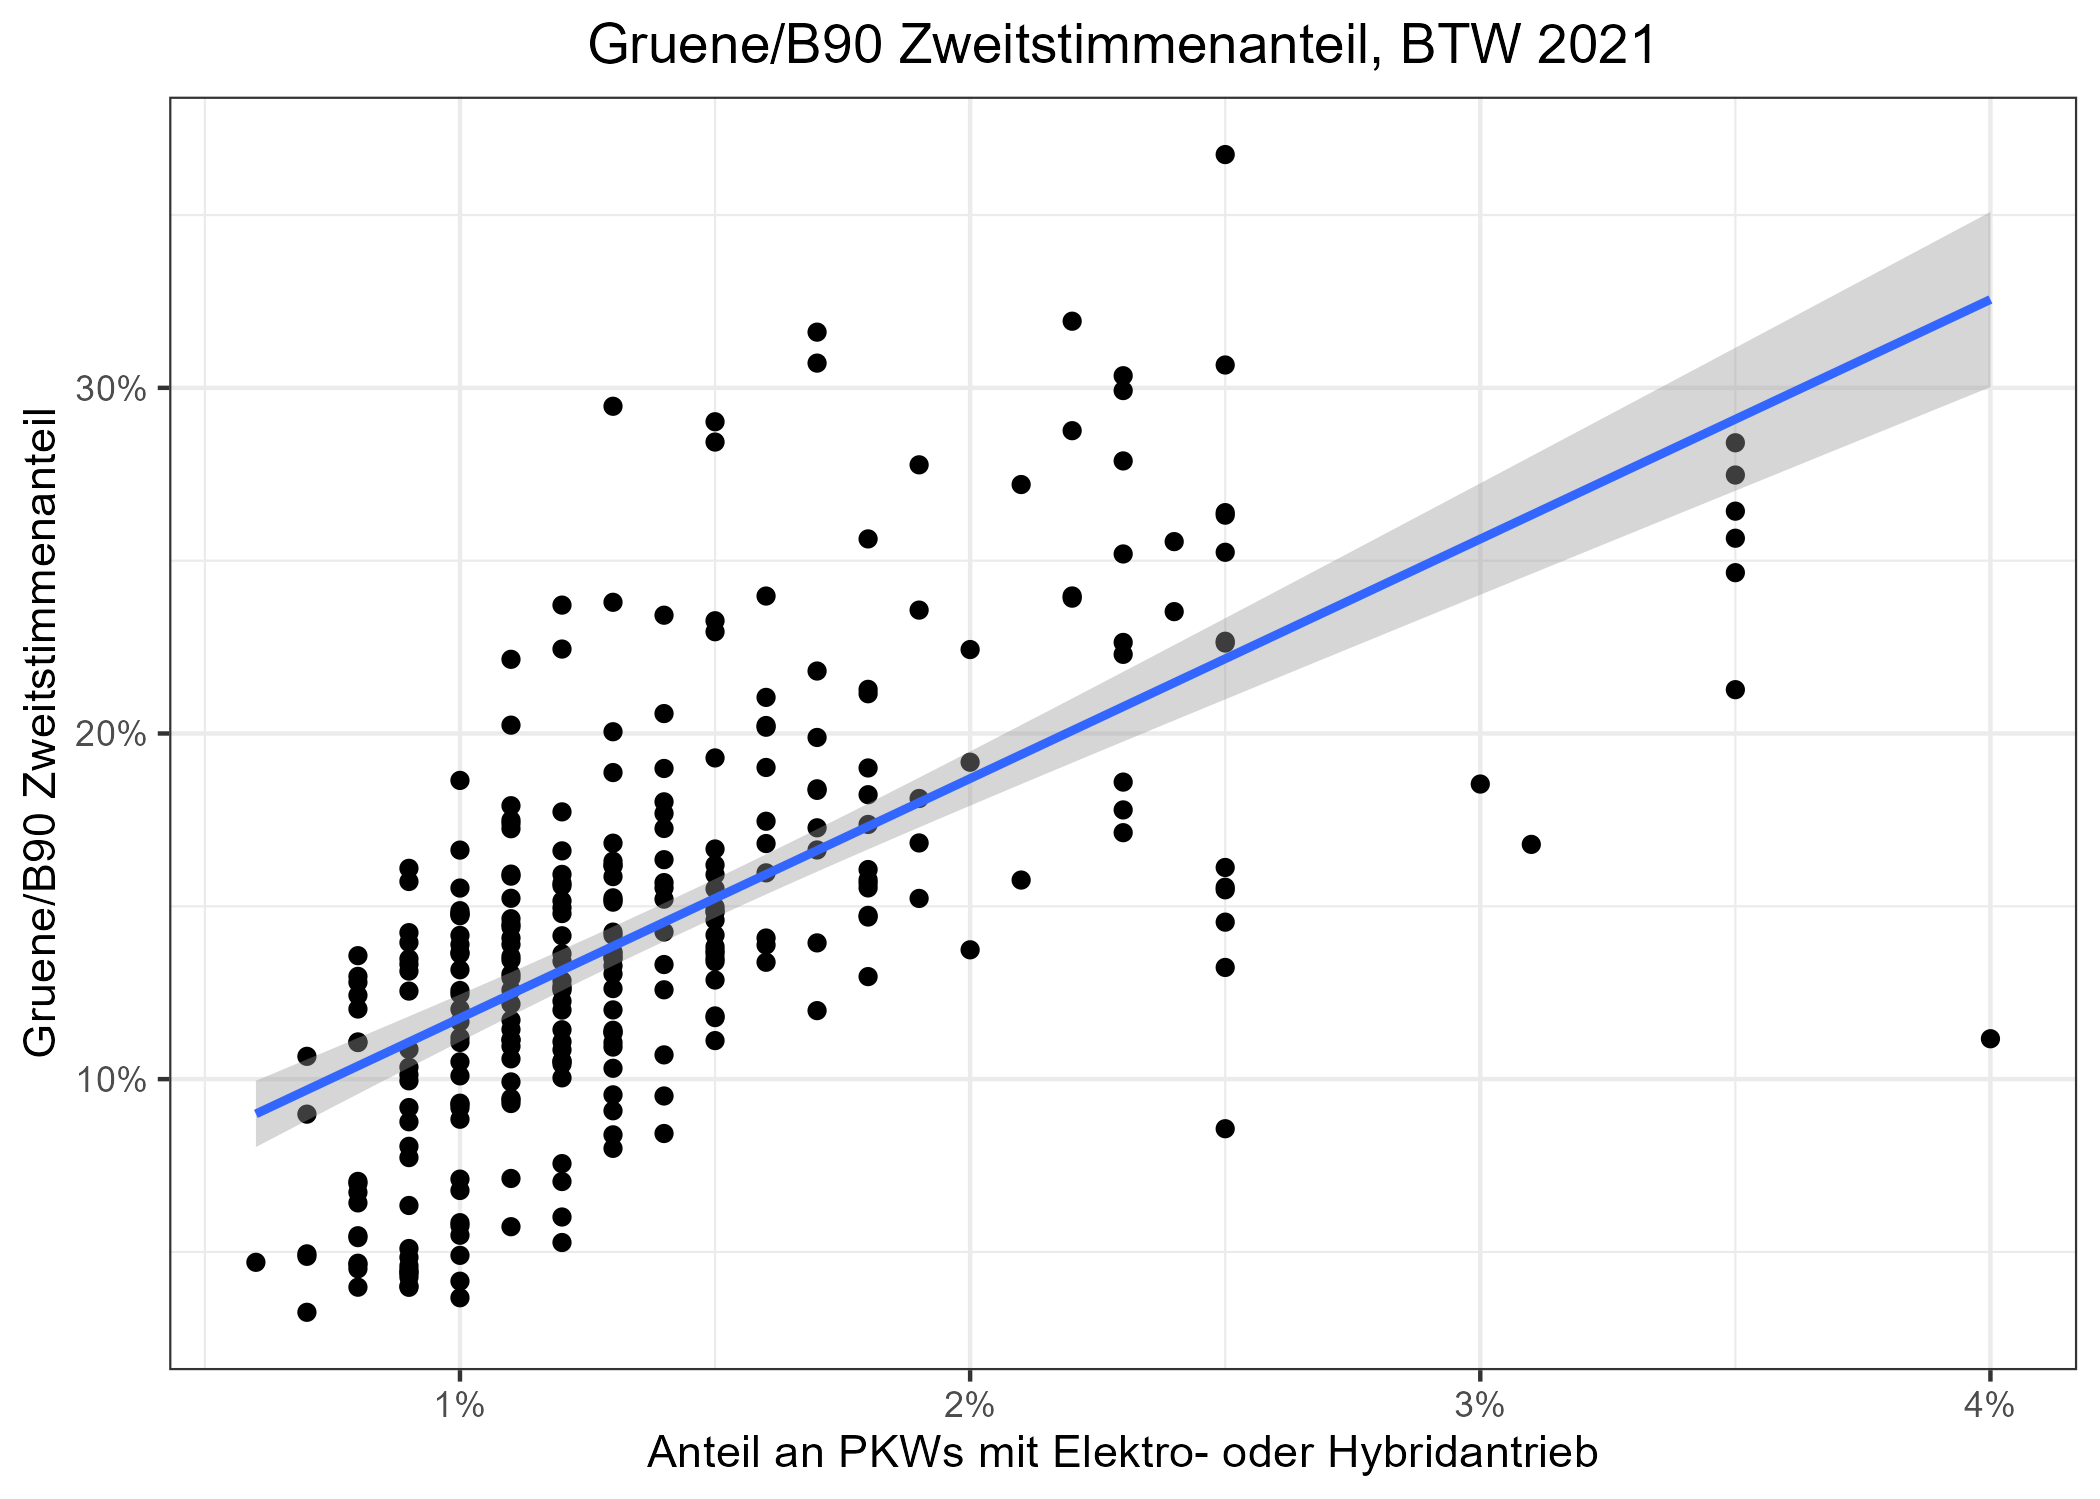 Gruene/B90 Zweitstimmenanteil, BTW 2021
Gruene/B90 Zweitstimmenanteil
30%
20%
10%
1% 2% 3% 4%
Anteil an PKWs mit Elektro- oder Hybridantrieb